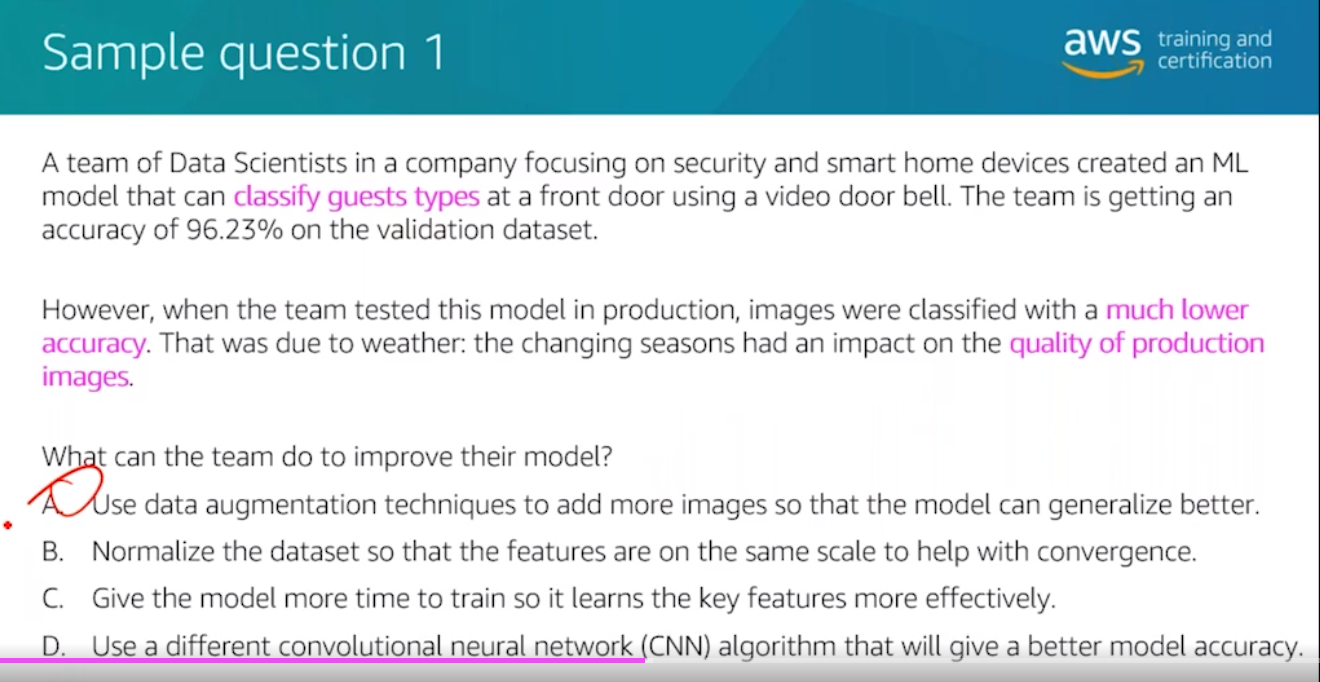 Sample question 1
aws training and
certification
A team of Data Scientists in a company focusing on security and smart home devices created an ML
model that can classify guests types at a front door using a video door bell. The team is getting an
accuracy of 96.23% on the validation dataset.
However, when the team tested this model in production, images were classified with a much lower
accuracy. That was due to weather: the changing seasons had an impact on the quality of production
images.
What can the team do to improve their model?
A. Use data augmentation techniques to add more images so that the model can generalize better.
B. Normalize the dataset so that the features are on the same scale to help with convergence.
C. Give the model more time to train so it learns the key features more effectively.
D. Use a different convolutional neural network (CNN) algorithm that will give a better model accuracy.